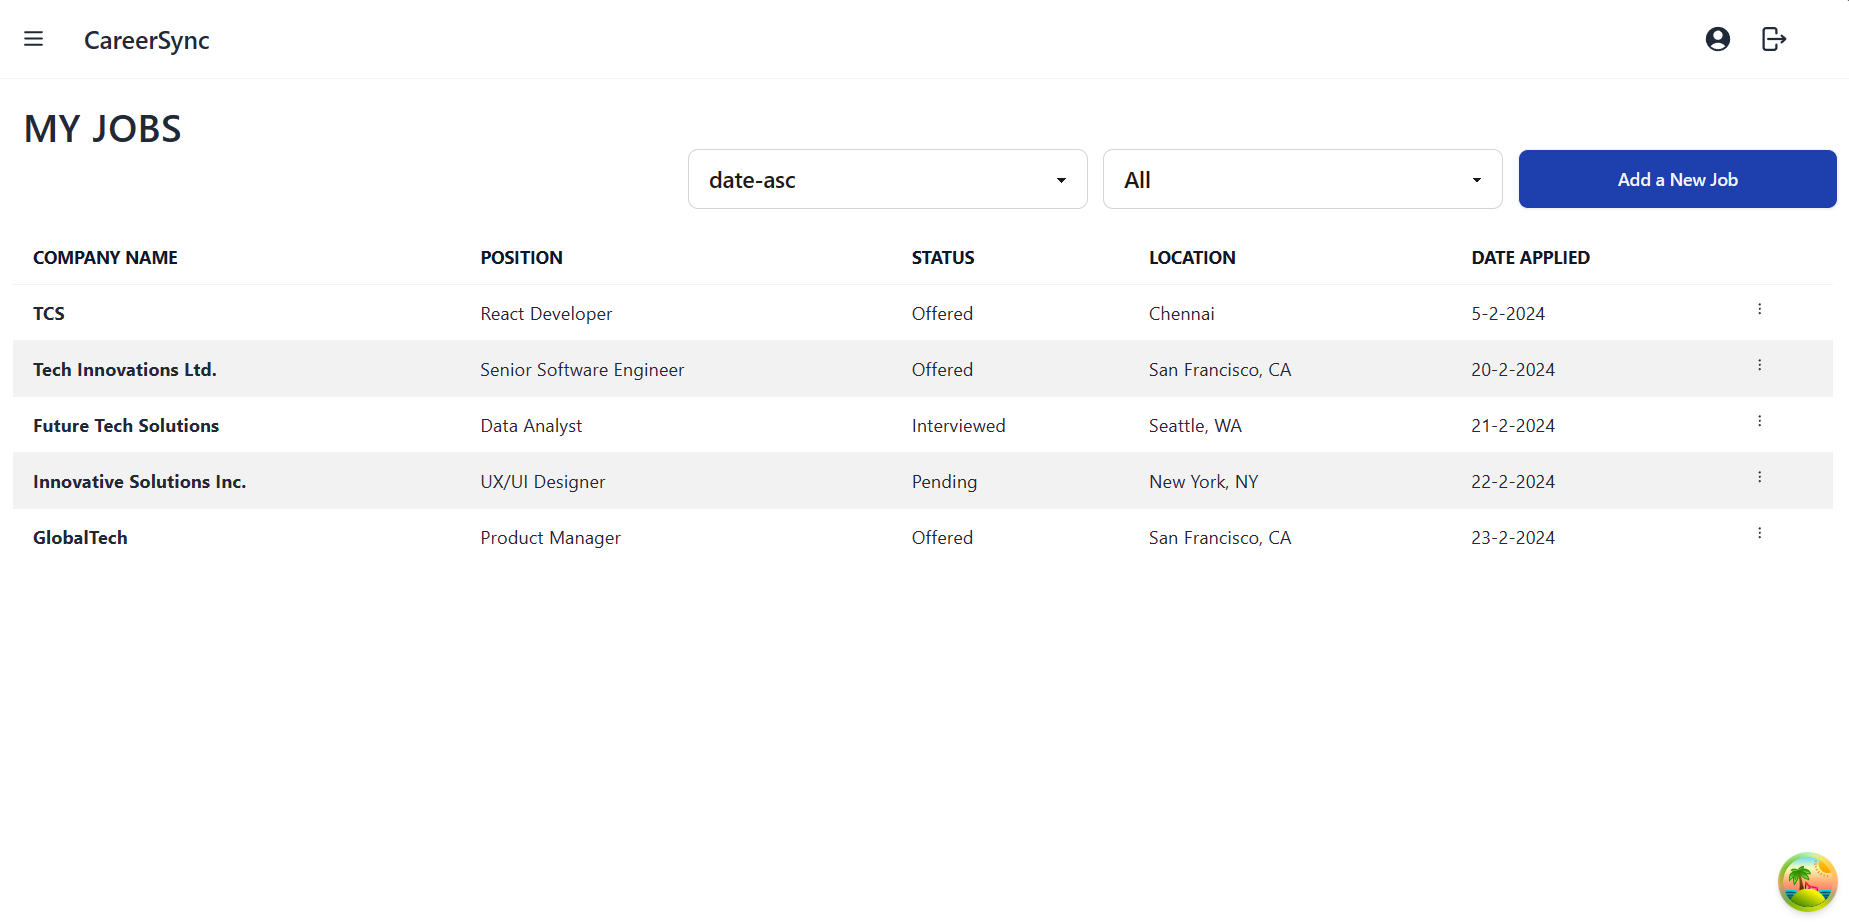 CareerSync
MY JOBS
date-asc All Add a New Job
COMPANY NAME POSITION STATUS LOCATION DATE APPLIED
TCS React Developer Offered Chennai 5-2-2024
Tech Innovations Ltd. Senior Software Engineer Offered San Francisco, CA 20-2-2024
Future Tech Solutions Data Analyst Interviewed Seattle, WA 21-2-2024
Innovative Solutions Inc. UX/UI Designer Pending New York, NY 22-2-2024
GlobalTech Product Manager Offered San Francisco, CA 23-2-2024